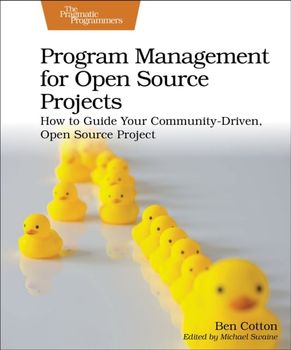 The
Pragmatic
Programmers
Program Management
for Open Source
Projects
How to Guide Your Community-Driven,
Open Source Project
Ben Cotton
Edited by Michael Swaine